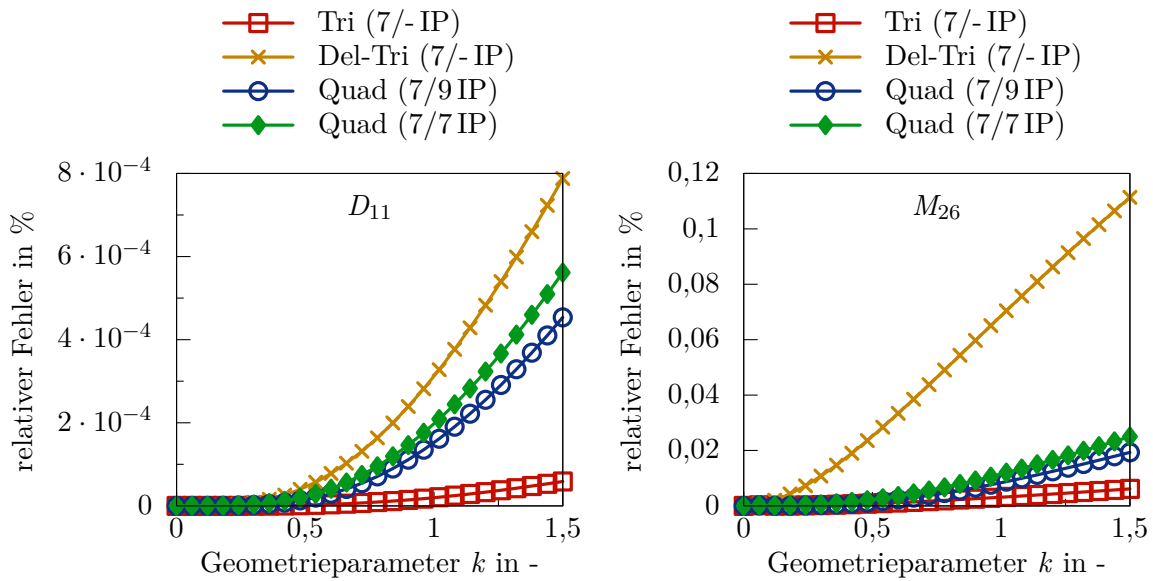 Tri (7/- IP)
Del-Tri (7/- IP)
Quad (7/9 IP)
Quad (7/7 IP)
8 · 10⁻⁴
6 · 10⁻⁴
4 · 10⁻⁴
2 · 10⁻⁴
0
relativer Fehler in %
D₁₁
0 0,5 1 1,5
Geometrieparameter k in -
Tri (7/- IP)
Del-Tri (7/- IP)
Quad (7/9 IP)
Quad (7/7 IP)
0,12
0,1
0,08
0,06
0,04
0,02
0
relativer Fehler in %
M₂₆
0 0,5 1 1,5
Geometrieparameter k in -